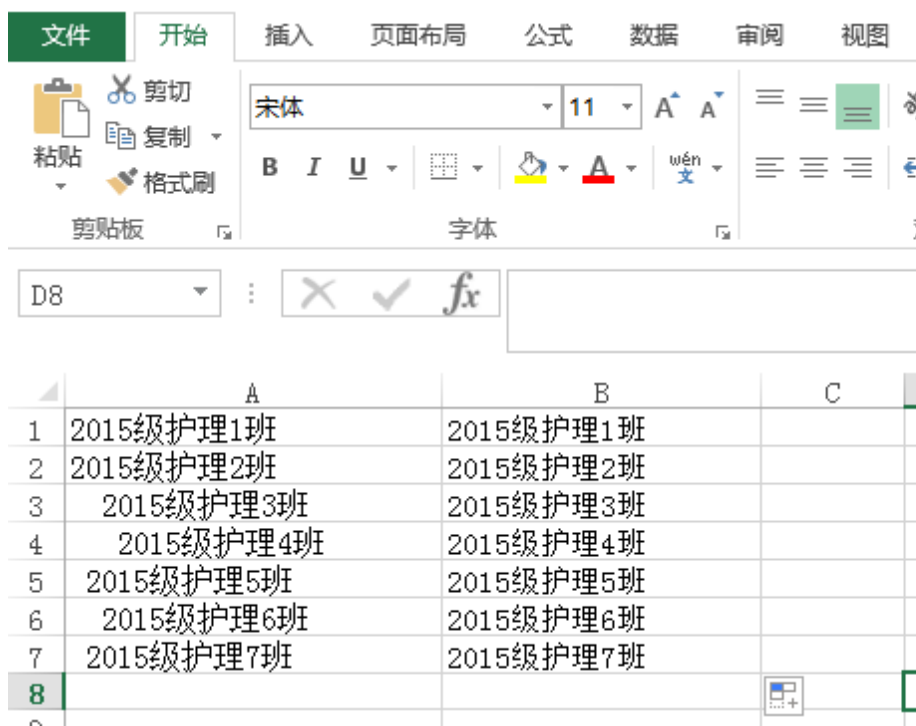 文件 开始 插入 页面布局 公式 数据 审阅 视图
剪切
宋体 11 A A
复制
粘贴
B I U A wén 文
格式刷
剪贴板 字体
D8 fx
A B C
1 2015级护理1班 2015级护理1班
2 2015级护理2班 2015级护理2班
3 2015级护理3班 2015级护理3班
4 2015级护理4班 2015级护理4班
5 2015级护理5班 2015级护理5班
6 2015级护理6班 2015级护理6班
7 2015级护理7班 2015级护理7班
8